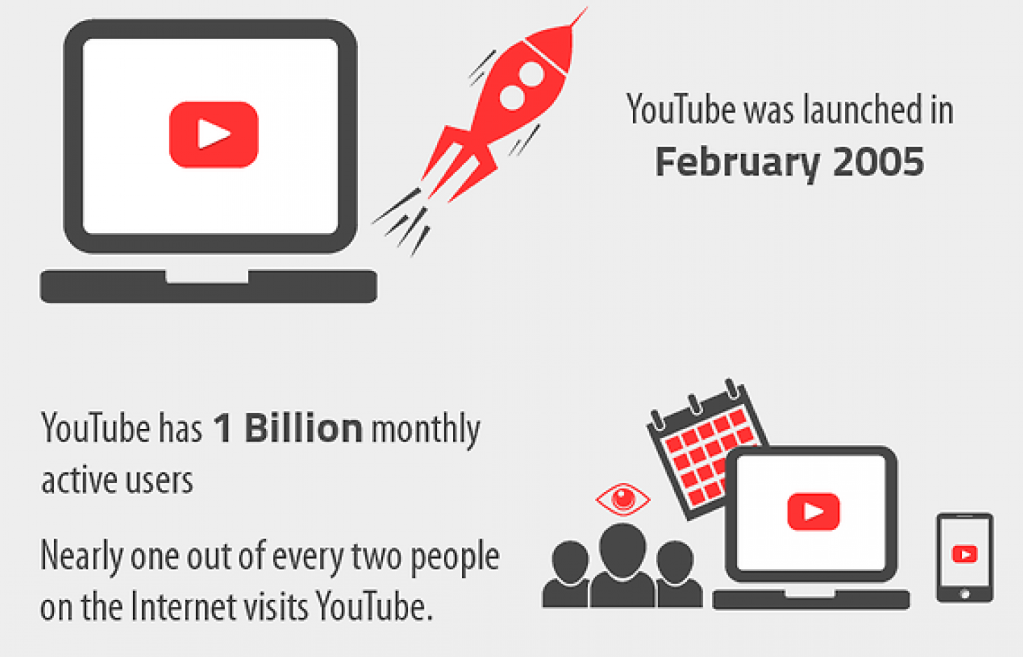 YouTube was launched in
February 2005
YouTube has 1 Billion monthly
active users
Nearly one out of every two people
on the Internet visits YouTube.